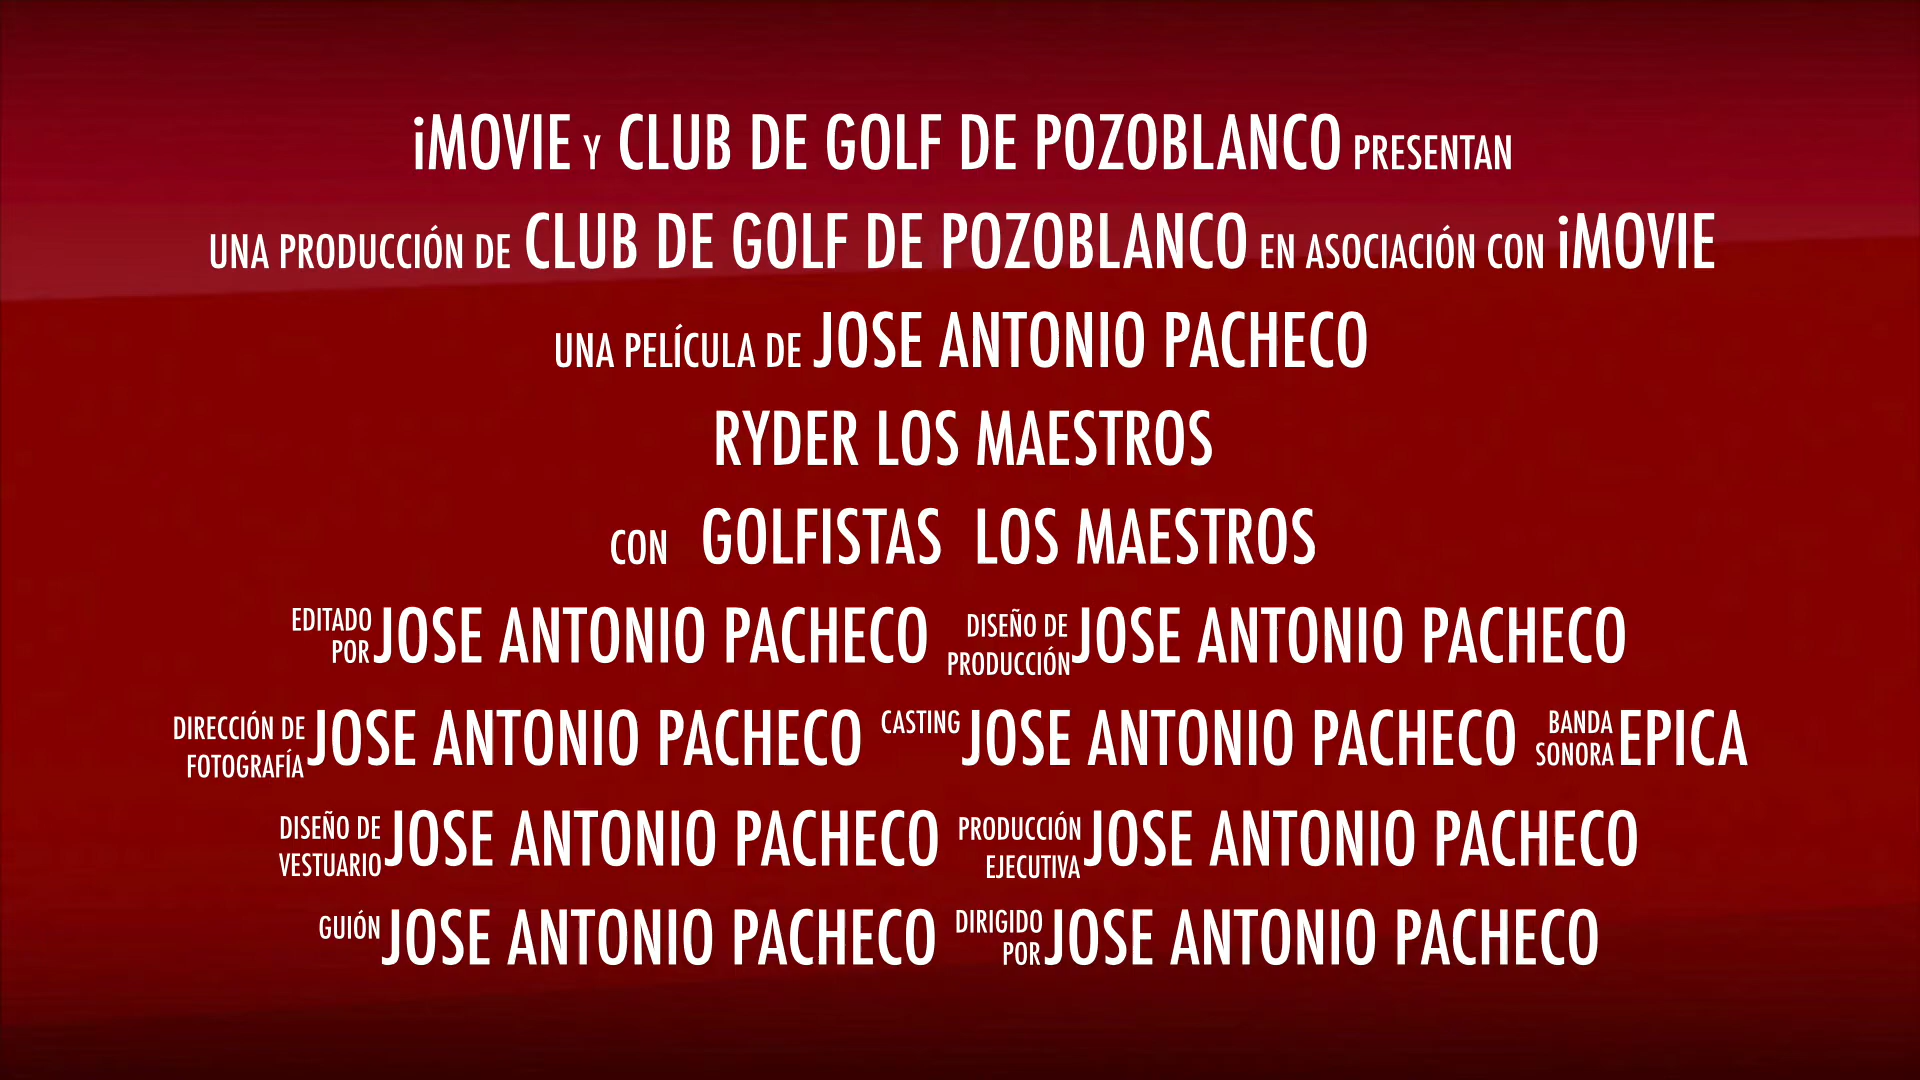 iMOVIE Y CLUB DE GOLF DE POZOBLANCO PRESENTAN
UNA PRODUCCIÓN DE CLUB DE GOLF DE POZOBLANCO EN ASOCIACIÓN CON iMOVIE
UNA PELÍCULA DE JOSE ANTONIO PACHECO
RYDER LOS MAESTROS
CON GOLFISTAS LOS MAESTROS
EDITADO POR JOSE ANTONIO PACHECO DISEÑO DE PRODUCCIÓN JOSE ANTONIO PACHECO
DIRECCIÓN DE FOTOGRAFÍA JOSE ANTONIO PACHECO CASTING JOSE ANTONIO PACHECO BANDA SONORA EPICA
DISEÑO DE VESTUARIO JOSE ANTONIO PACHECO PRODUCCIÓN EJECUTIVA JOSE ANTONIO PACHECO
GUIÓN JOSE ANTONIO PACHECO DIRIGIDO POR JOSE ANTONIO PACHECO